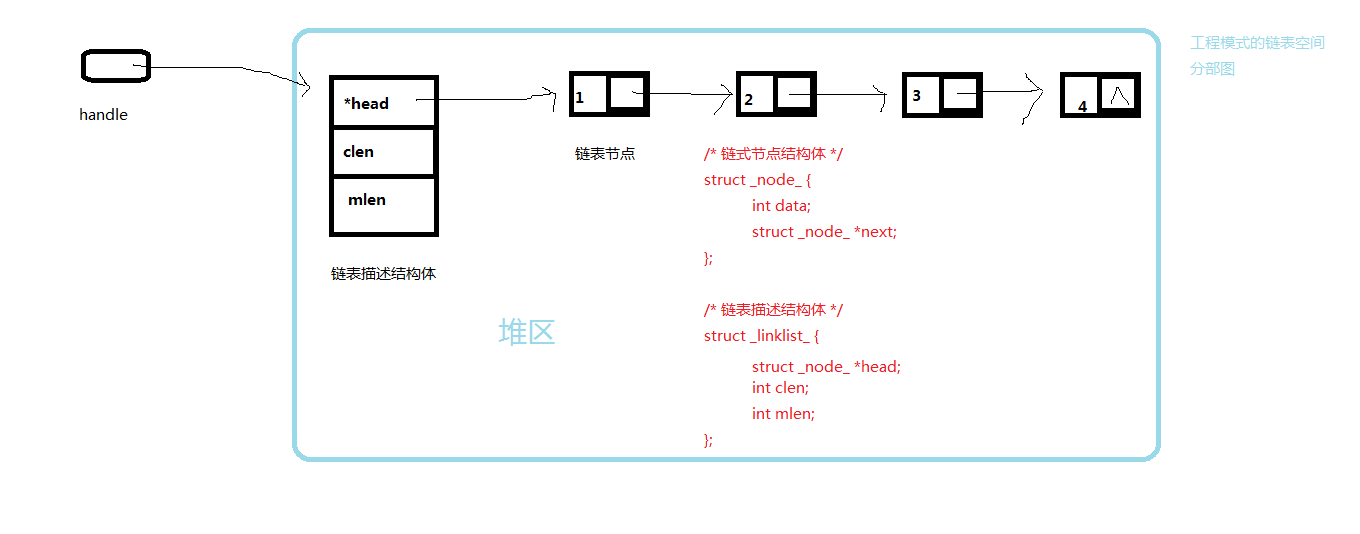 工程模式的链表空间
分部图
handle
*head
clen
mlen
链表描述结构体
1
2
3
4
链表节点
/* 链式节点结构体 */
struct _node_ {
int data;
struct _node_ *next;
};
/* 链表描述结构体 */
struct _linklist_ {
struct _node_ *head;
int clen;
int mlen;
};
堆区